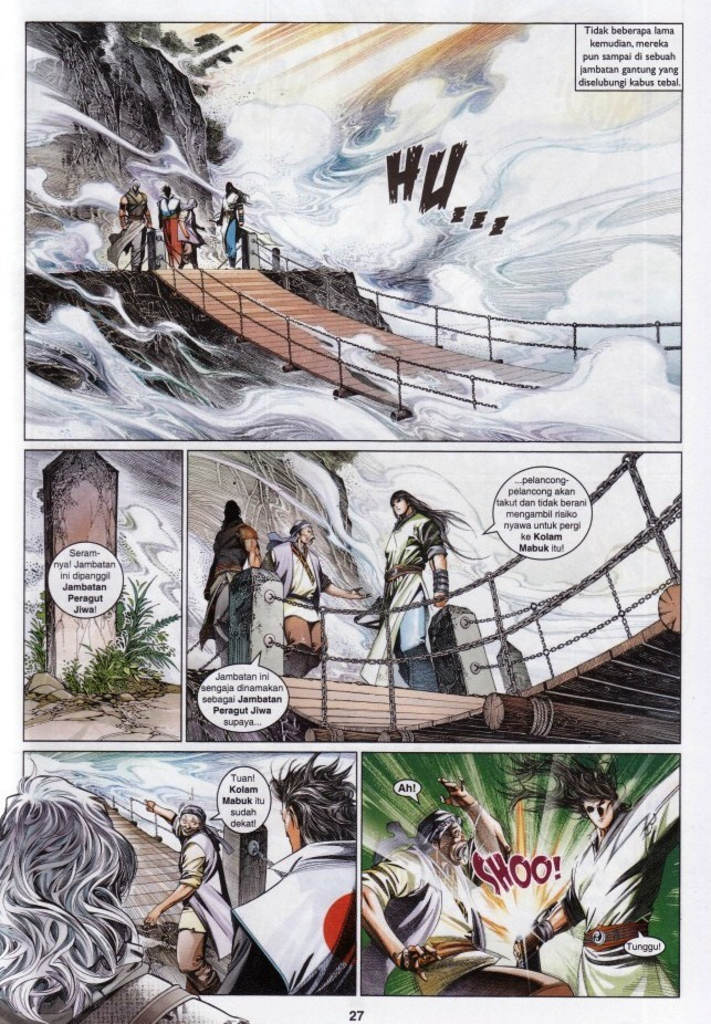 Tidak beberapa lama
kemudian, mereka
pun sampai di sebuah
jambatan gantung yang
diselubungi kabus tebal.
HUZZZ...
Seram-
nya! Jambatan
ini dipanggil
Jambatan
Peragut
Jiwa!
...pelancong-
pelancong akan
takut dan tidak berani
mengambil risiko
nyawa untuk pergi
ke Kolam
Mabuk itu!
Jambatan ini
sengaja dinamakan
sebagai Jambatan
Peragut Jiwa
supaya...
Tuan!
Kolam
Mabuk itu
sudah
dekat!
Ah!
SHOO!
Tunggu!
27